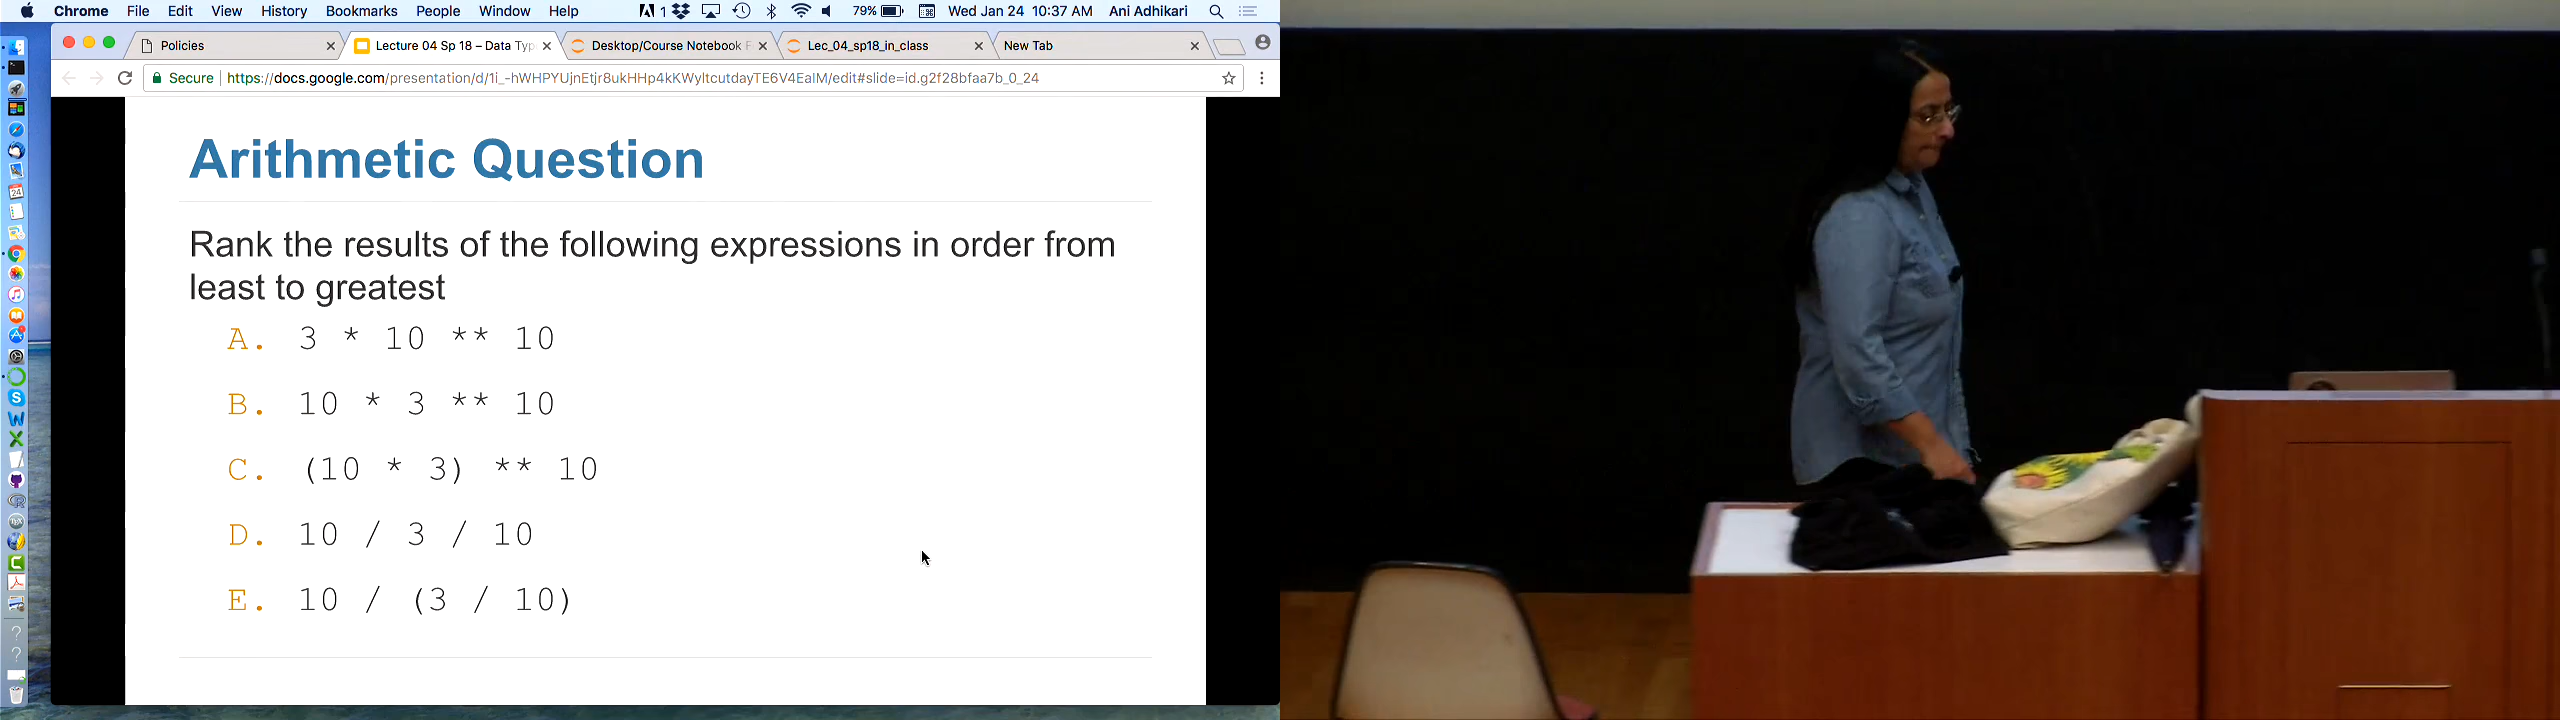 Chrome File Edit View History Bookmarks People Window Help 1 79% Wed Jan 24 10:37 AM Ani Adhikari
Policies Lecture 04 Sp 18 – Data Typ Desktop/Course Notebook F Lec_04_sp18_in_class New Tab
Secure https://docs.google.com/presentation/d/1i_-hWHPYUjnEtjr8ukHHp4kKWyltcutdayTE6V4EaIM/edit#slide=id.g2f28bfaa7b_0_24
Arithmetic Question
Rank the results of the following expressions in order from
least to greatest
A. 3 * 10 ** 10
B. 10 * 3 ** 10
C. (10 * 3) ** 10
D. 10 / 3 / 10
E. 10 / (3 / 10)